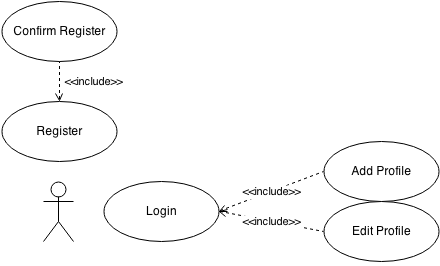 Confirm Register
<<include>>
Register
Add Profile
<<include>>
Login
<<include>>
Edit Profile